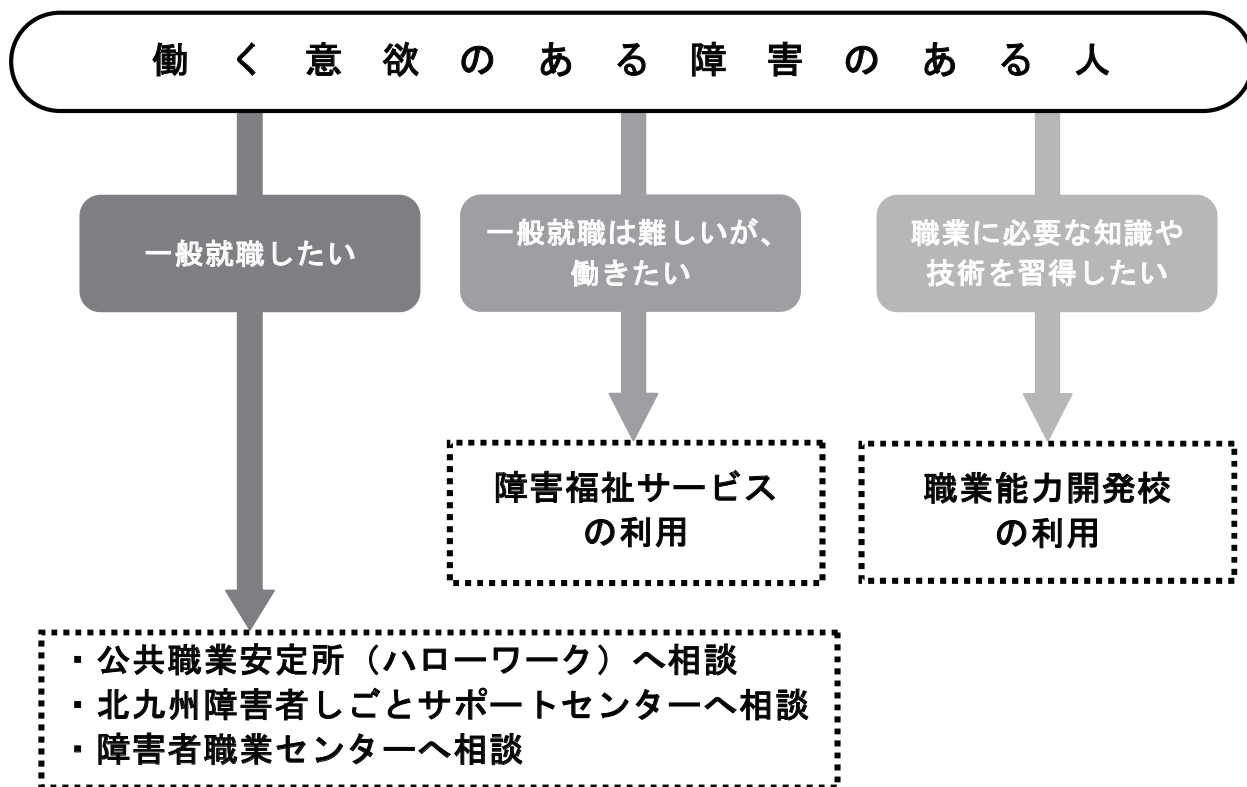 働く意欲のある障害のある人
一般就職したい
一般就職は難しいが、
働きたい
職業に必要な知識や
技術を習得したい
障害福祉サービス
の利用
職業能力開発校
の利用
・公共職業安定所（ハローワーク）へ相談
・北九州障害者しごとサポートセンターへ相談
・障害者職業センターへ相談